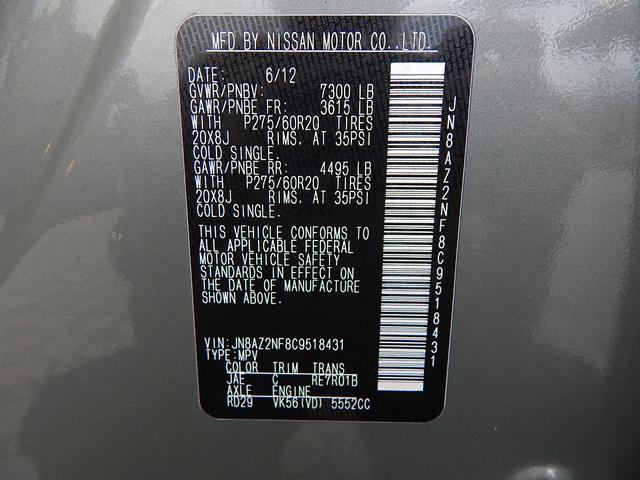 MFD BY NISSAN MOTOR CO.,LTD.
DATE: 6/12
GVWR/PNBV: 7300 LB
GAWR/PNBE FR: 3615 LB
WITH P275/60R20 TIRES
20X8J RIMS. AT 35PSI
COLD SINGLE.
GAWR/PNBE RR: 4495 LB
WITH P275/60R20 TIRES
20X8J RIMS. AT 35PSI
COLD SINGLE.
THIS VEHICLE CONFORMS TO
ALL APPLICABLE FEDERAL
MOTOR VEHICLE SAFETY
STANDARDS IN EFFECT ON
THE DATE OF MANUFACTURE
SHOWN ABOVE.
VIN:JN8AZ2NF8C9518431
TYPE:MPV
COLOR TRIM TRANS
JAE C RE7R01B
AXLE ENGINE
RD29 VK56(VD) 5552CC
JN8AZ2NF8C9518431